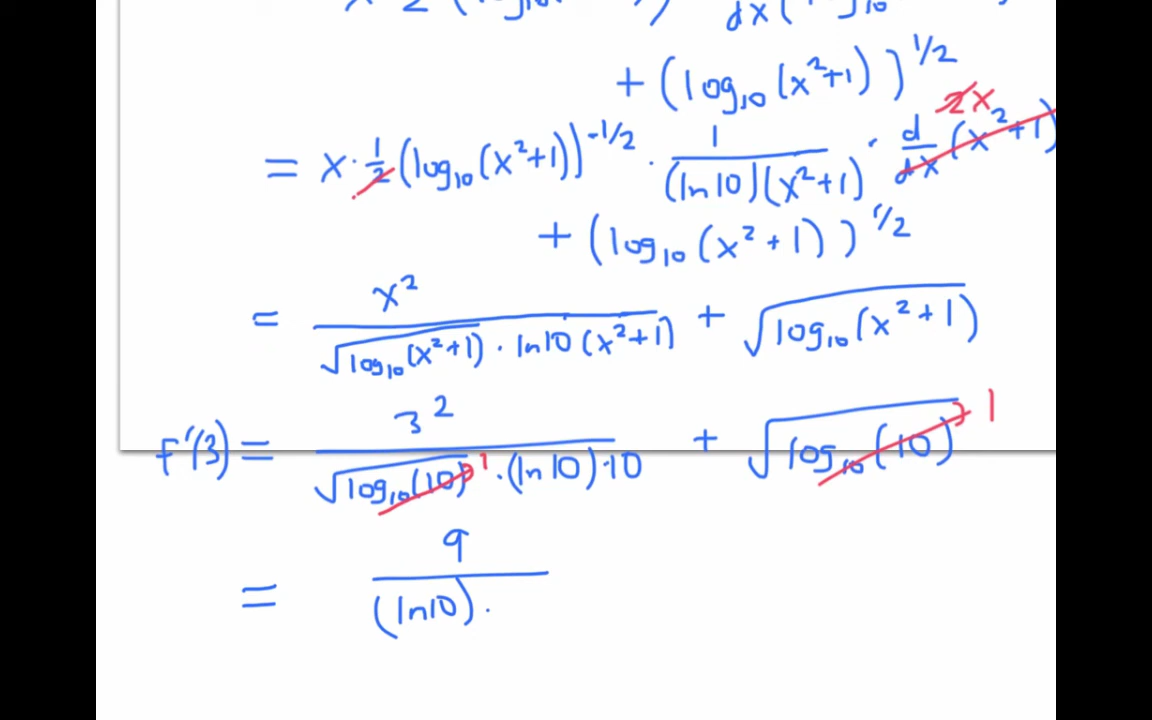 + (log₁₀(x²+1))^1/2
2x
= x · 1/2 (log₁₀(x²+1))^-1/2 · 1/((ln10)(x²+1)) · d/dx (x²+1)
+ (log₁₀(x²+1))^1/2
= x²/(√log₁₀(x²+1) · ln10 (x²+1)) + √log₁₀(x²+1)
f'(3) = 3²/(√log₁₀(10) 1 · (ln10)·10) + √log₁₀(10) 1
= 9/((ln10) ·